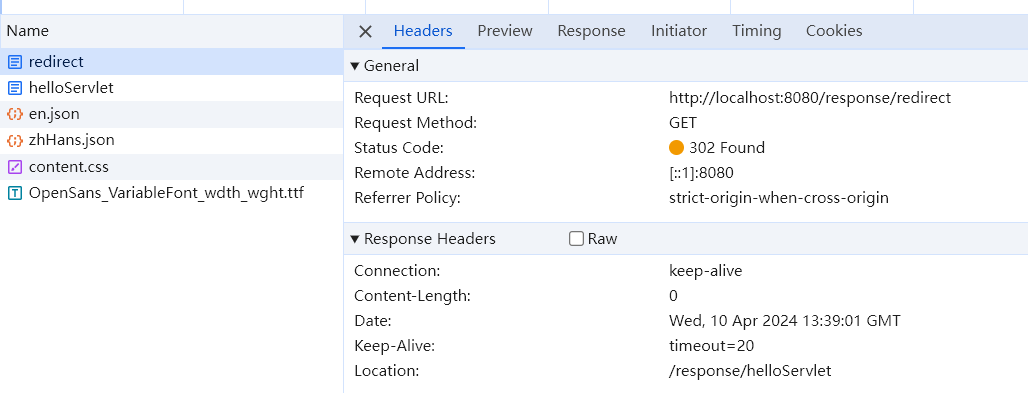 Name
redirect
helloServlet
en.json
zhHans.json
content.css
OpenSans_VariableFont_wdth_wght.ttf
Headers Preview Response Initiator Timing Cookies
General
Request URL: http://localhost:8080/response/redirect
Request Method: GET
Status Code: 302 Found
Remote Address: [::1]:8080
Referrer Policy: strict-origin-when-cross-origin
Response Headers Raw
Connection: keep-alive
Content-Length: 0
Date: Wed, 10 Apr 2024 13:39:01 GMT
Keep-Alive: timeout=20
Location: /response/helloServlet